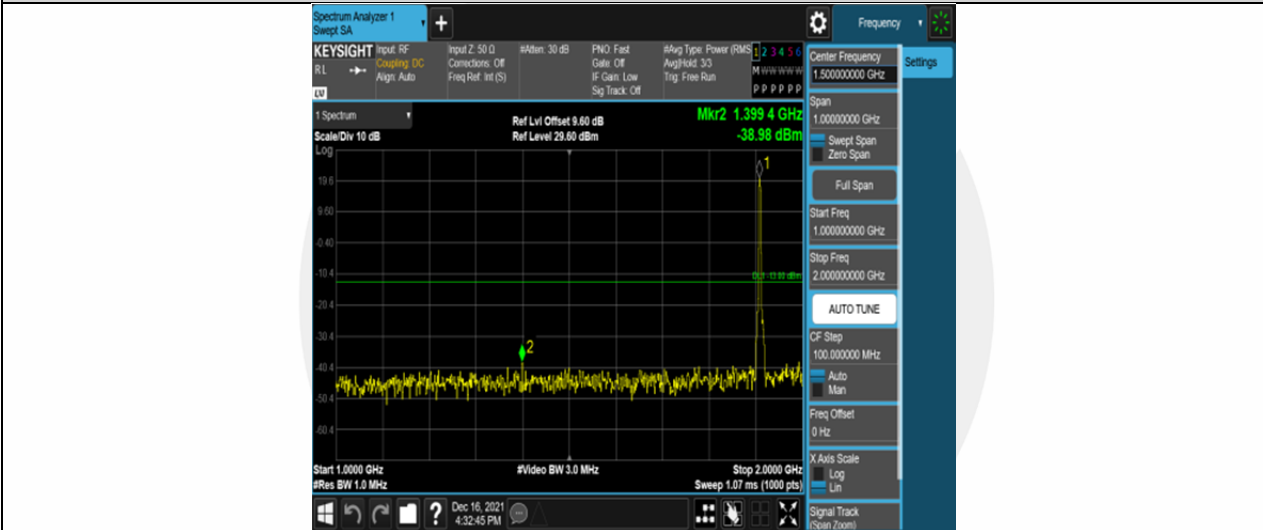 Spectrum Analyzer 1
Swept SA
+
Frequency
KEYSIGHT
RL
LV
Input: RF
Coupling: DC
Align: Auto
Input Z: 50 Ω
Corrections: Off
Freq Ref: Int (S)
#Atten: 30 dB
PNO: Fast
Gate: Off
IF Gain: Low
Sig Track: Off
#Avg Type: Power (RMS
Avg|Hold: 3/3
Trig: Free Run
1 2 3 4 5 6
M W W W W W
P P P P P P
1 Spectrum
Scale/Div 10 dB
Log
Ref Lvl Offset 9.60 dB
Ref Level 29.60 dBm
Mkr2 1.399 4 GHz
-38.98 dBm
19.6
9.60
-0.40
-10.4
-20.4
-30.4
-40.4
-50.4
-60.4
1
DL1 -13.00 dBm
2
Start 1.0000 GHz
#Res BW 1.0 MHz
#Video BW 3.0 MHz
Stop 2.0000 GHz
Sweep 1.07 ms (1000 pts)
Center Frequency
1.500000000 GHz
Span
1.00000000 GHz
Swept Span
Zero Span
Full Span
Start Freq
1.000000000 GHz
Stop Freq
2.000000000 GHz
AUTO TUNE
CF Step
100.000000 MHz
Auto
Man
Freq Offset
0 Hz
X Axis Scale
Log
Lin
Signal Track
(Span Zoom)
Settings
?
Dec 16, 2021
4:32:45 PM